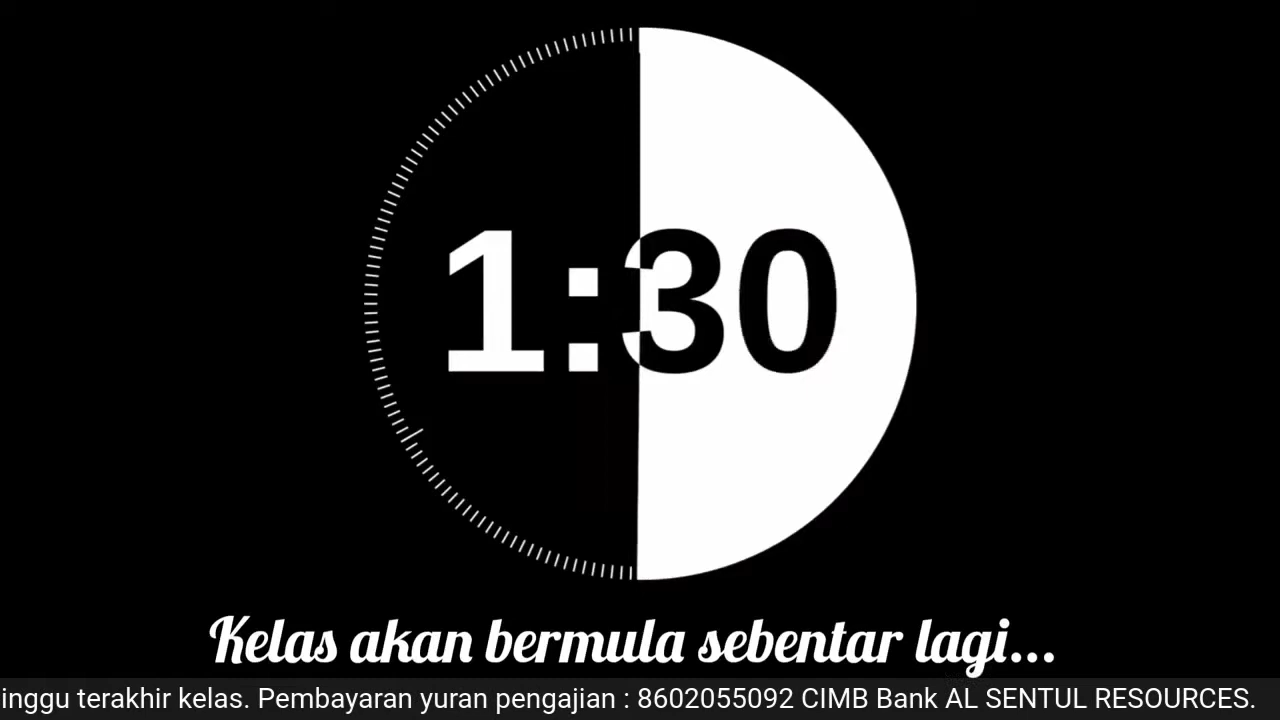 1:30
Kelas akan bermula sebentar lagi...
inggu terakhir kelas. Pembayaran yuran pengajian : 8602055092 CIMB Bank AL SENTUL RESOURCES.